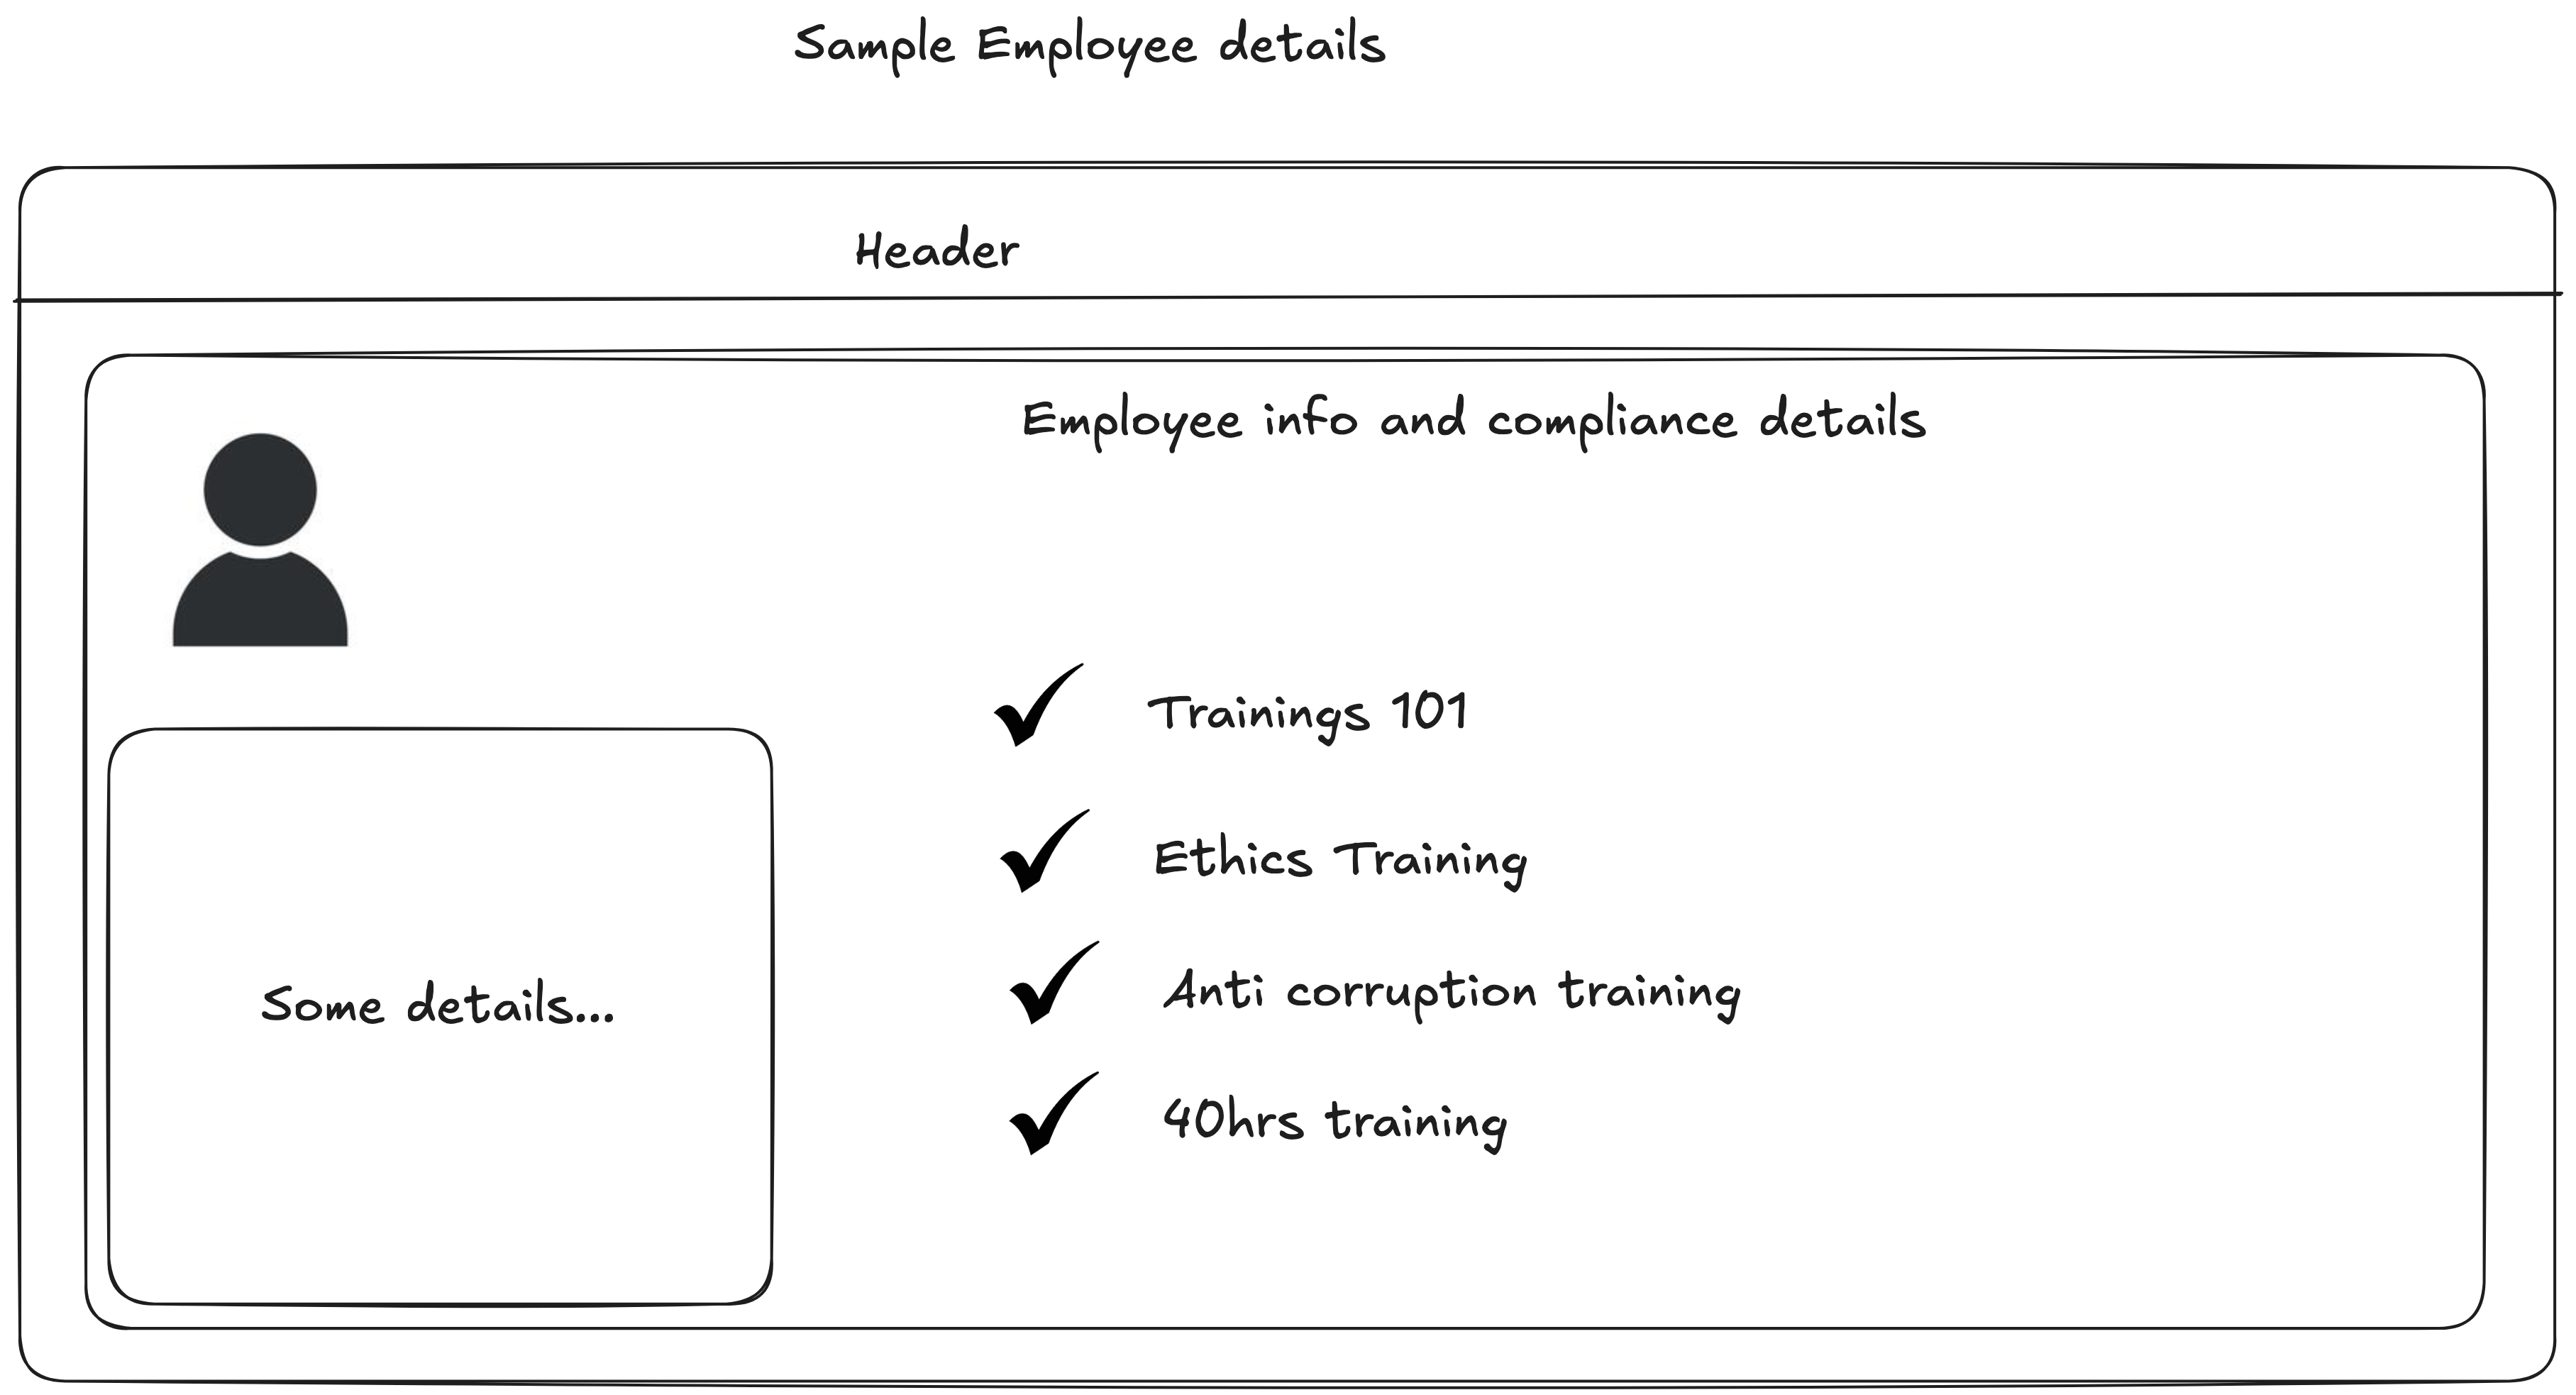 Sample Employee details
Header
Employee info and compliance details
Trainings 101
Ethics Training
Some details...
Anti corruption training
40hrs training